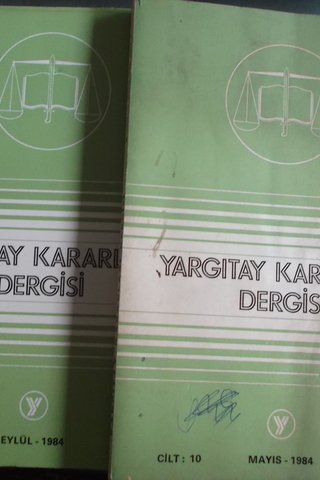 AY KARARL
DERGİSİ
EYLÜL - 1984
YARGITAY KAR
DERGİS
CİLT : 10
MAYIS - 1984